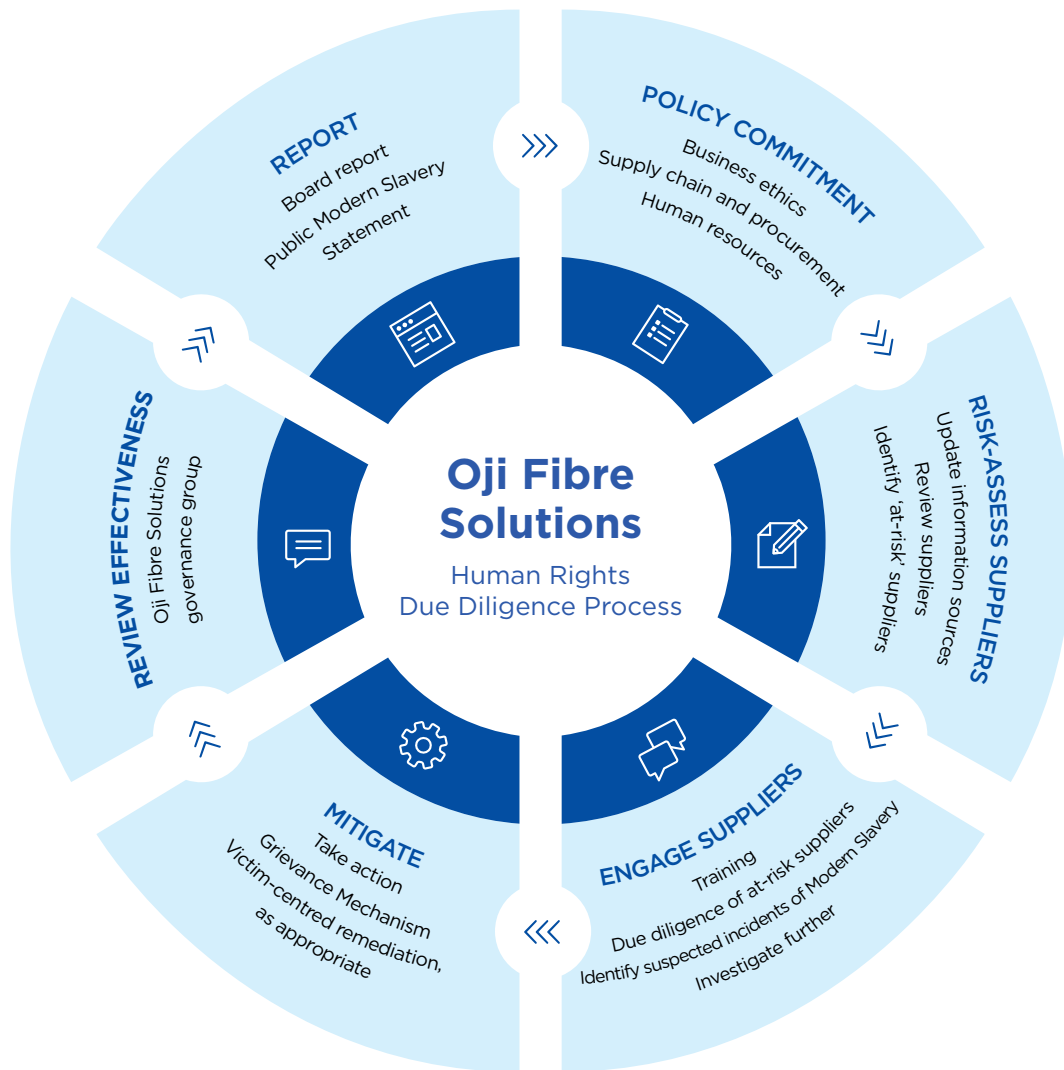 Oji Fibre
Solutions
Human Rights
Due Diligence Process
POLICY COMMITMENT
Business ethics
Supply chain and procurement
Human resources
RISK-ASSESS SUPPLIERS
Update information sources
Review suppliers
Identify ‘at-risk’ suppliers
ENGAGE SUPPLIERS
Training
Due diligence of at-risk suppliers
Identify suspected incidents of Modern Slavery
Investigate further
MITIGATE
Take action
Grievance Mechanism
Victim-centred remediation,
as appropriate
REVIEW EFFECTIVENESS
Oji Fibre Solutions
governance group
REPORT
Board report
Public Modern Slavery
Statement